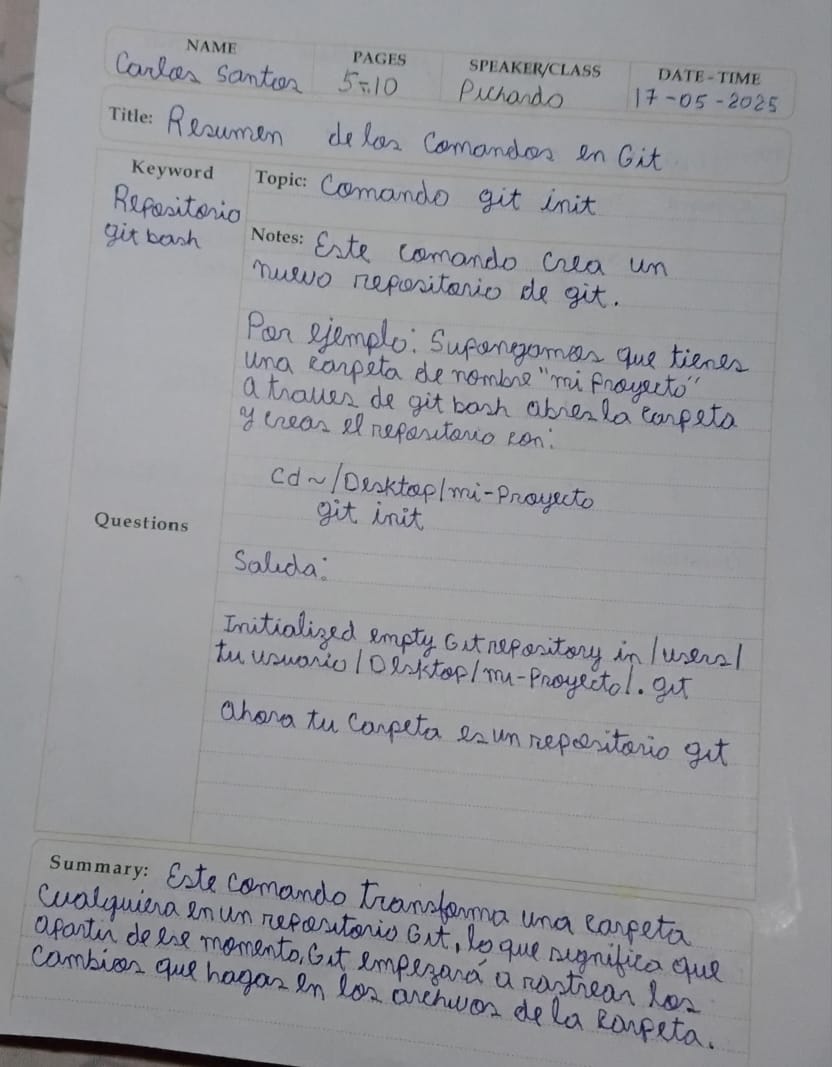 NAME PAGES SPEAKER/CLASS DATE-TIME
Carlos Santos 5-10 Pichardo 17-05-2025
Title: Resumen de los Comandos en Git
Keyword
Repositorio
git bash
Topic: Comando git init
Notes: Este comando crea un
nuevo repositorio de git.
Por ejemplo: Supongamos que tienes
una carpeta de nombre "mi proyecto"
a traves de git bash abres la carpeta
y creas el repositorio con:
cd ~/Desktop/mi-Proyecto
git init
Questions
Salida:
Initialized empty Git repository in /users/
tu usuario/Desktop/mi-Proyecto/.git
ahora tu Carpeta es un repositorio git
Summary: Este comando transforma una carpeta
cualquiera en un repositorio Git, lo que significa que
apartir de ese momento, Git empezará a rastrear los
cambios que hagas en los archivos de la carpeta.